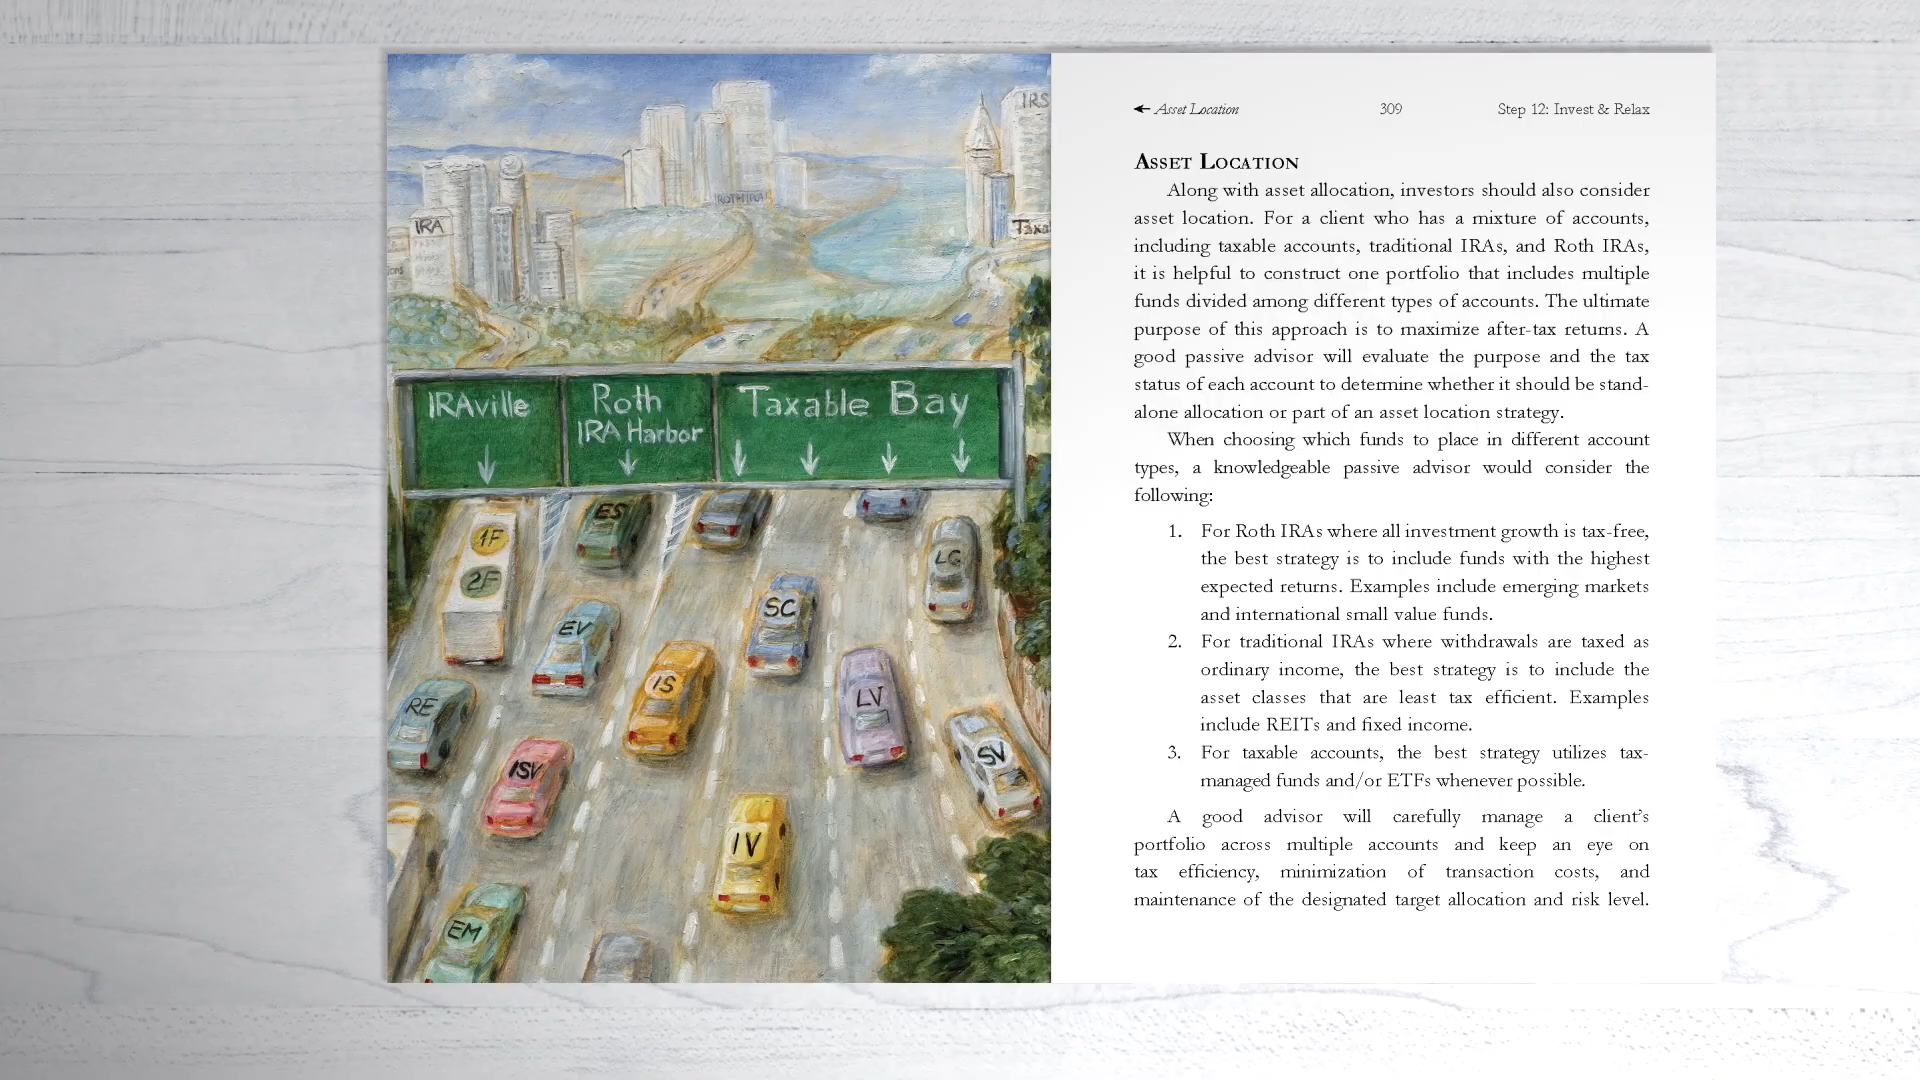 IRS
ROTH IRA
IRA
IRAville
Roth
IRA Harbor
Taxable Bay
1F
ES
2F
LG
SC
EV
IS
LV
RE
SV
ISV
IV
EM
Asset Location
309
Step 12: Invest & Relax
ASSET LOCATION
Along with asset allocation, investors should also consider
asset location. For a client who has a mixture of accounts,
including taxable accounts, traditional IRAs, and Roth IRAs,
it is helpful to construct one portfolio that includes multiple
funds divided among different types of accounts. The ultimate
purpose of this approach is to maximize after-tax returns. A
good passive advisor will evaluate the purpose and the tax
status of each account to determine whether it should be stand-
alone allocation or part of an asset location strategy.
When choosing which funds to place in different account
types, a knowledgeable passive advisor would consider the
following:
1. For Roth IRAs where all investment growth is tax-free,
the best strategy is to include funds with the highest
expected returns. Examples include emerging markets
and international small value funds.
2. For traditional IRAs where withdrawals are taxed as
ordinary income, the best strategy is to include the
asset classes that are least tax efficient. Examples
include REITs and fixed income.
3. For taxable accounts, the best strategy utilizes tax-
managed funds and/or ETFs whenever possible.
A good advisor will carefully manage a client’s
portfolio across multiple accounts and keep an eye on
tax efficiency, minimization of transaction costs, and
maintenance of the designated target allocation and risk level.